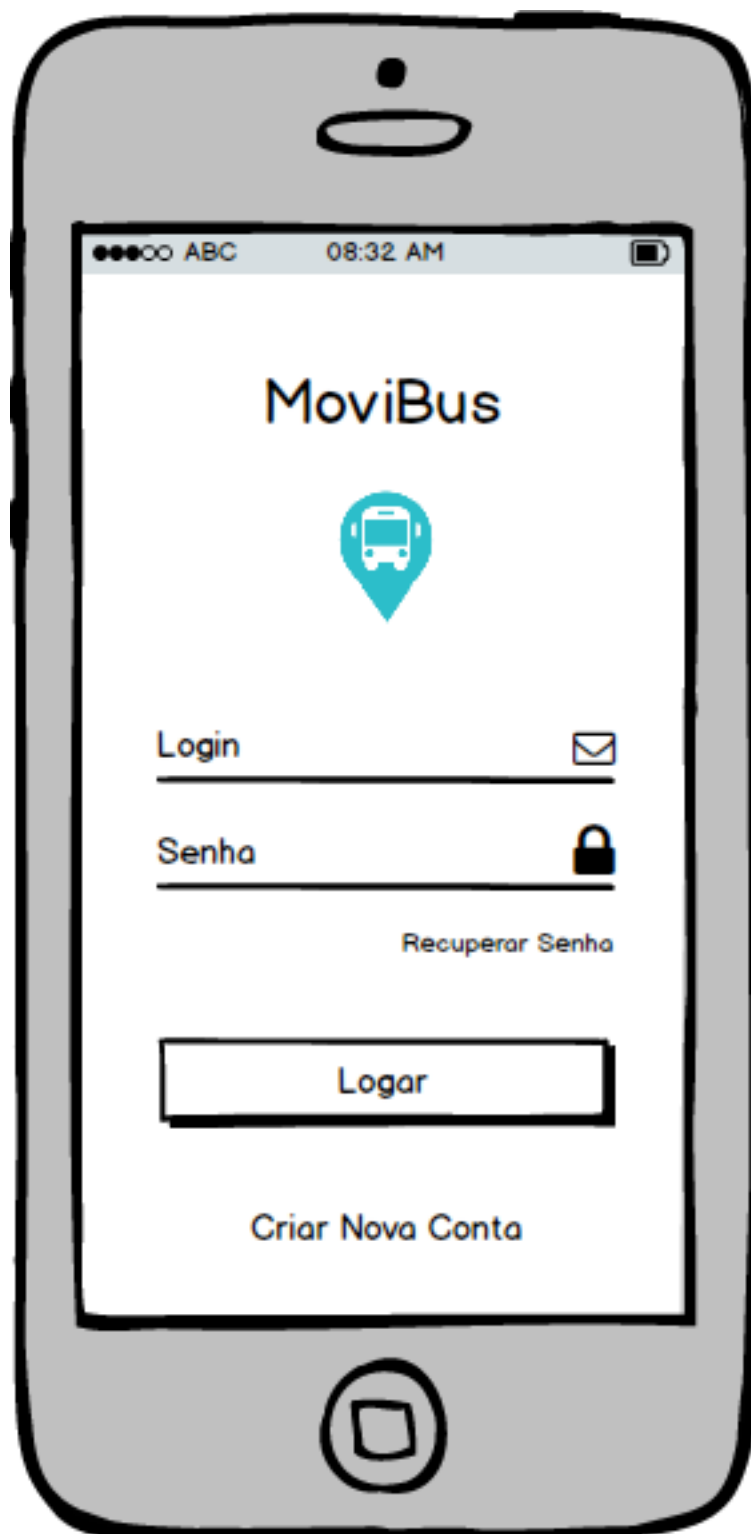 ABC 08:32 AM
MoviBus
Login
Senha
Recuperar Senha
Logar
Criar Nova Conta